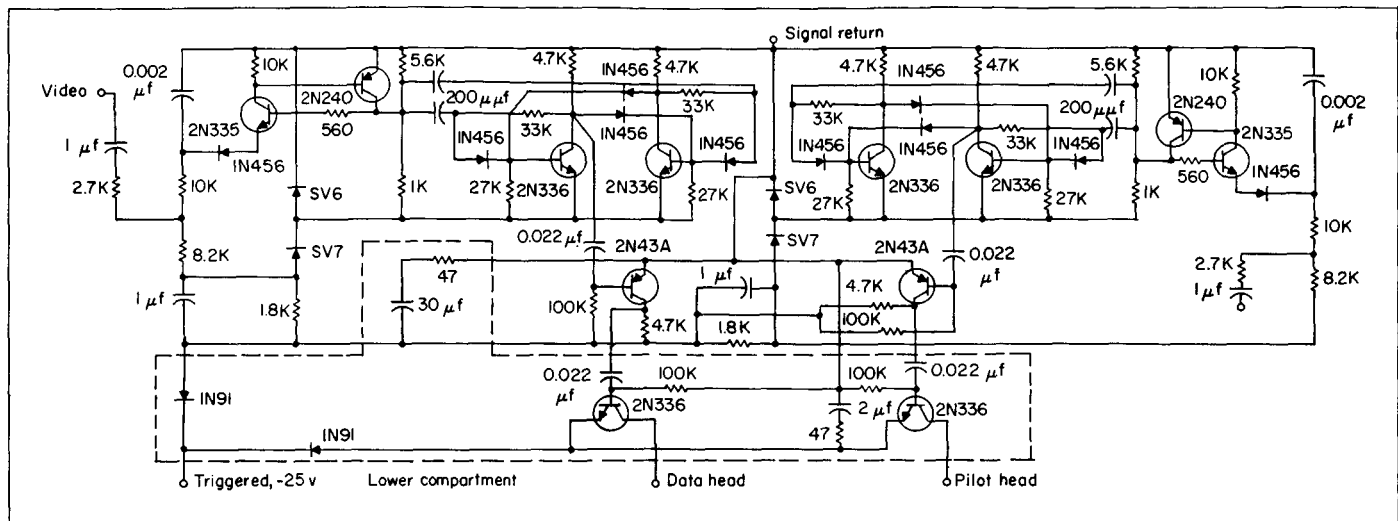 Signal return
0.002
μf
10K
5.6K
4.7K
IN456
4.7K
4.7K
IN456
4.7K
5.6K
10K
0.002
μf
Video
2N240
200μμf
33K
33K
200μμf
2N240
1 μf
2N335
560
33K
IN456
IN456
IN456
IN456
33K
IN456
2N335
2.7K
IN456
IN456
560
IN456
10K
SV6
1K
27K
2N336
2N336
27K
SV6
27K
2N336
2N336
27K
1K
10K
8.2K
SV7
0.022 μf
2N43A
SV7
2N43A
0.022
μf
2.7K
8.2K
1 μf
47
1 μf
4.7K
1 μf
1.8K
30 μf
100K
4.7K
1.8K
100K
0.022
μf
100K
100K
0.022 μf
IN91
2N336
2 μf
2N336
IN91
47
Triggered, -25 v
Lower compartment
Data head
Pilot head